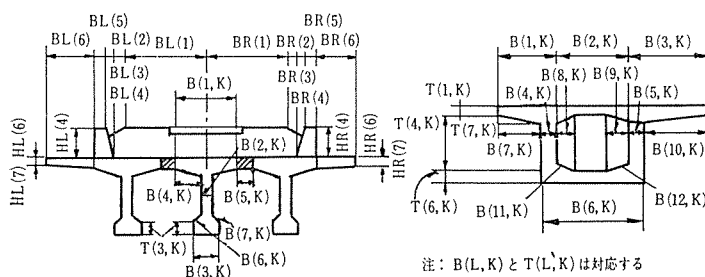 BL(5) BR(5)
BL(6) BL(2) BL(1) BR(1) BR(2) BR(6)
BL(3) BR(3)
BL(4) B(1,K) BR(4)
HL(6) HL(4) HR(4) HR(6)
HL(7) HR(7)
B(2,K)
B(4,K) B(5,K)
T(3,K) B(7,K)
B(6,K)
B(3,K)
B(1,K) B(2,K) B(3,K)
B(8,K) B(9,K)
T(1,K) B(4,K) B(5,K)
T(4,K) T(7,K)
B(7,K) B(10,K)
T(6,K) B(11,K) B(6,K) B(12,K)
注: B(L,K)とT(L,K)は対応する